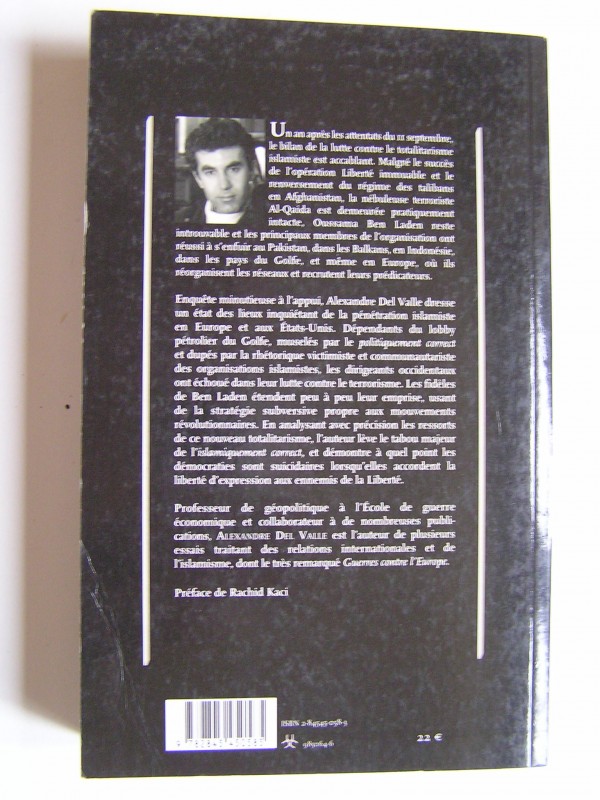 Un an après les attentats du 11 septembre,
le bilan de la lutte contre le totalitarisme
islamiste est accablant. Malgré le succès
de l'opération Liberté immuable et le
renversement du régime des talibans
en Afghanistan, la nébuleuse terroriste
Al-Qaida est demeurée pratiquement
intacte, Oussama Ben Laden reste
introuvable et les principaux membres de l'organisation ont
réussi à s'enfuir au Pakistan, dans les Balkans, en Indonésie,
dans les pays du Golfe, et même en Europe, où ils
réorganisent les réseaux et recrutent leurs prédicateurs.
Enquête minutieuse à l'appui, Alexandre Del Valle dresse
un état des lieux inquiétant de la pénétration islamiste
en Europe et aux États-Unis. Dépendants du lobby
pétrolier du Golfe, muselés par le politiquement correct
et dupés par la rhétorique victimiste et communautariste
des organisations islamistes, les dirigeants occidentaux
ont échoué dans leur lutte contre le terrorisme. Les fidèles
de Ben Laden étendent peu à peu leur emprise, usant
de la stratégie subversive propre aux mouvements
révolutionnaires. En analysant avec précision les ressorts
de ce nouveau totalitarisme, l'auteur lève le tabou majeur
de l'islamiquement correct, et démontre à quel point les
démocraties sont suicidaires lorsqu'elles accordent la
liberté d'expression aux ennemis de la Liberté.
Professeur de géopolitique à l'École de guerre
économique et collaborateur à de nombreuses publi-
cations, ALEXANDRE DEL VALLE est l'auteur de plusieurs
essais traitant des relations internationales et de
l'islamisme, dont le très remarqué Guerres contre l'Europe.
Préface de Rachid Kaci
ISBN 2-84545-058-9
22 €